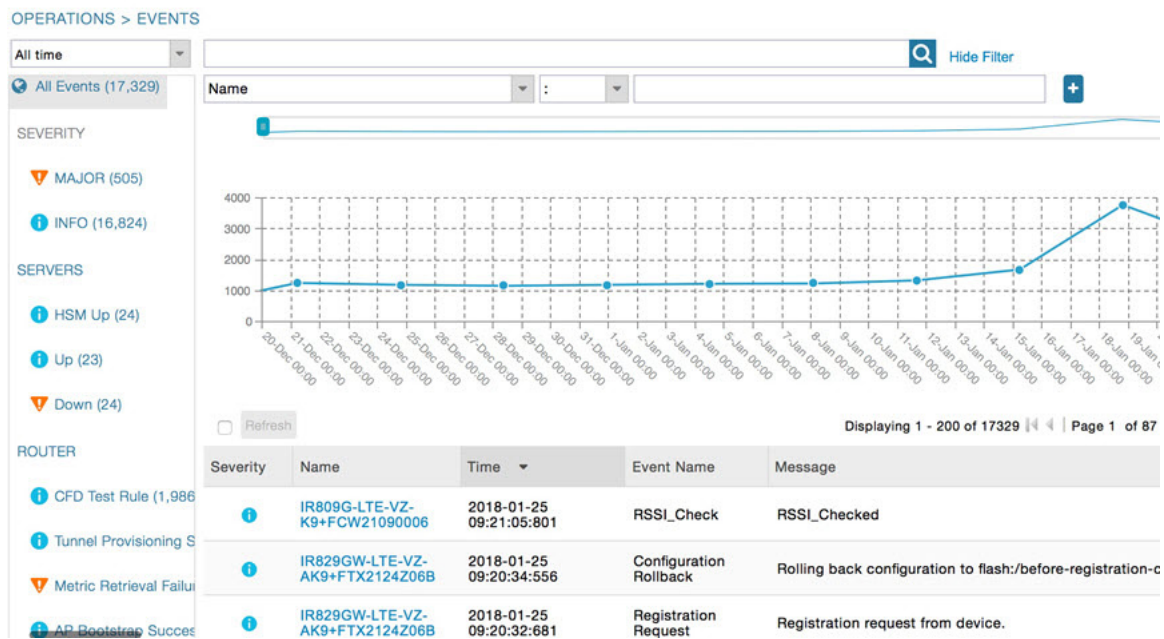 OPERATIONS > EVENTS
All time
Hide Filter
All Events (17,329)
Name
:
+
SEVERITY
MAJOR (505)
INFO (16,824)
SERVERS
HSM Up (24)
Up (23)
Down (24)
ROUTER
CFD Test Rule (1,986
Tunnel Provisioning S
Metric Retrieval Failu
AP Bootstrap Succes
4000
3000
2000
1000
0
20-Dec 00:00
21-Dec 00:00
22-Dec 00:00
23-Dec 00:00
24-Dec 00:00
25-Dec 00:00
26-Dec 00:00
27-Dec 00:00
28-Dec 00:00
29-Dec 00:00
30-Dec 00:00
31-Dec 00:00
1-Jan 00:00
2-Jan 00:00
3-Jan 00:00
4-Jan 00:00
5-Jan 00:00
6-Jan 00:00
7-Jan 00:00
8-Jan 00:00
9-Jan 00:00
10-Jan 00:00
11-Jan 00:00
12-Jan 00:00
13-Jan 00:00
14-Jan 00:00
15-Jan 00:00
16-Jan 00:00
17-Jan 00:00
18-Jan 00:00
19-Jan 0
Refresh
Displaying 1 - 200 of 17329
Page 1 of 87
Severity Name Time Event Name Message
IR809G-LTE-VZ-
K9+FCW21090006
2018-01-25
09:21:05:801
RSSI_Check
RSSI_Checked
IR829GW-LTE-VZ-
AK9+FTX2124Z06B
2018-01-25
09:20:34:556
Configuration
Rollback
Rolling back configuration to flash:/before-registration-c
IR829GW-LTE-VZ-
AK9+FTX2124Z06B
2018-01-25
09:20:32:681
Registration
Request
Registration request from device.